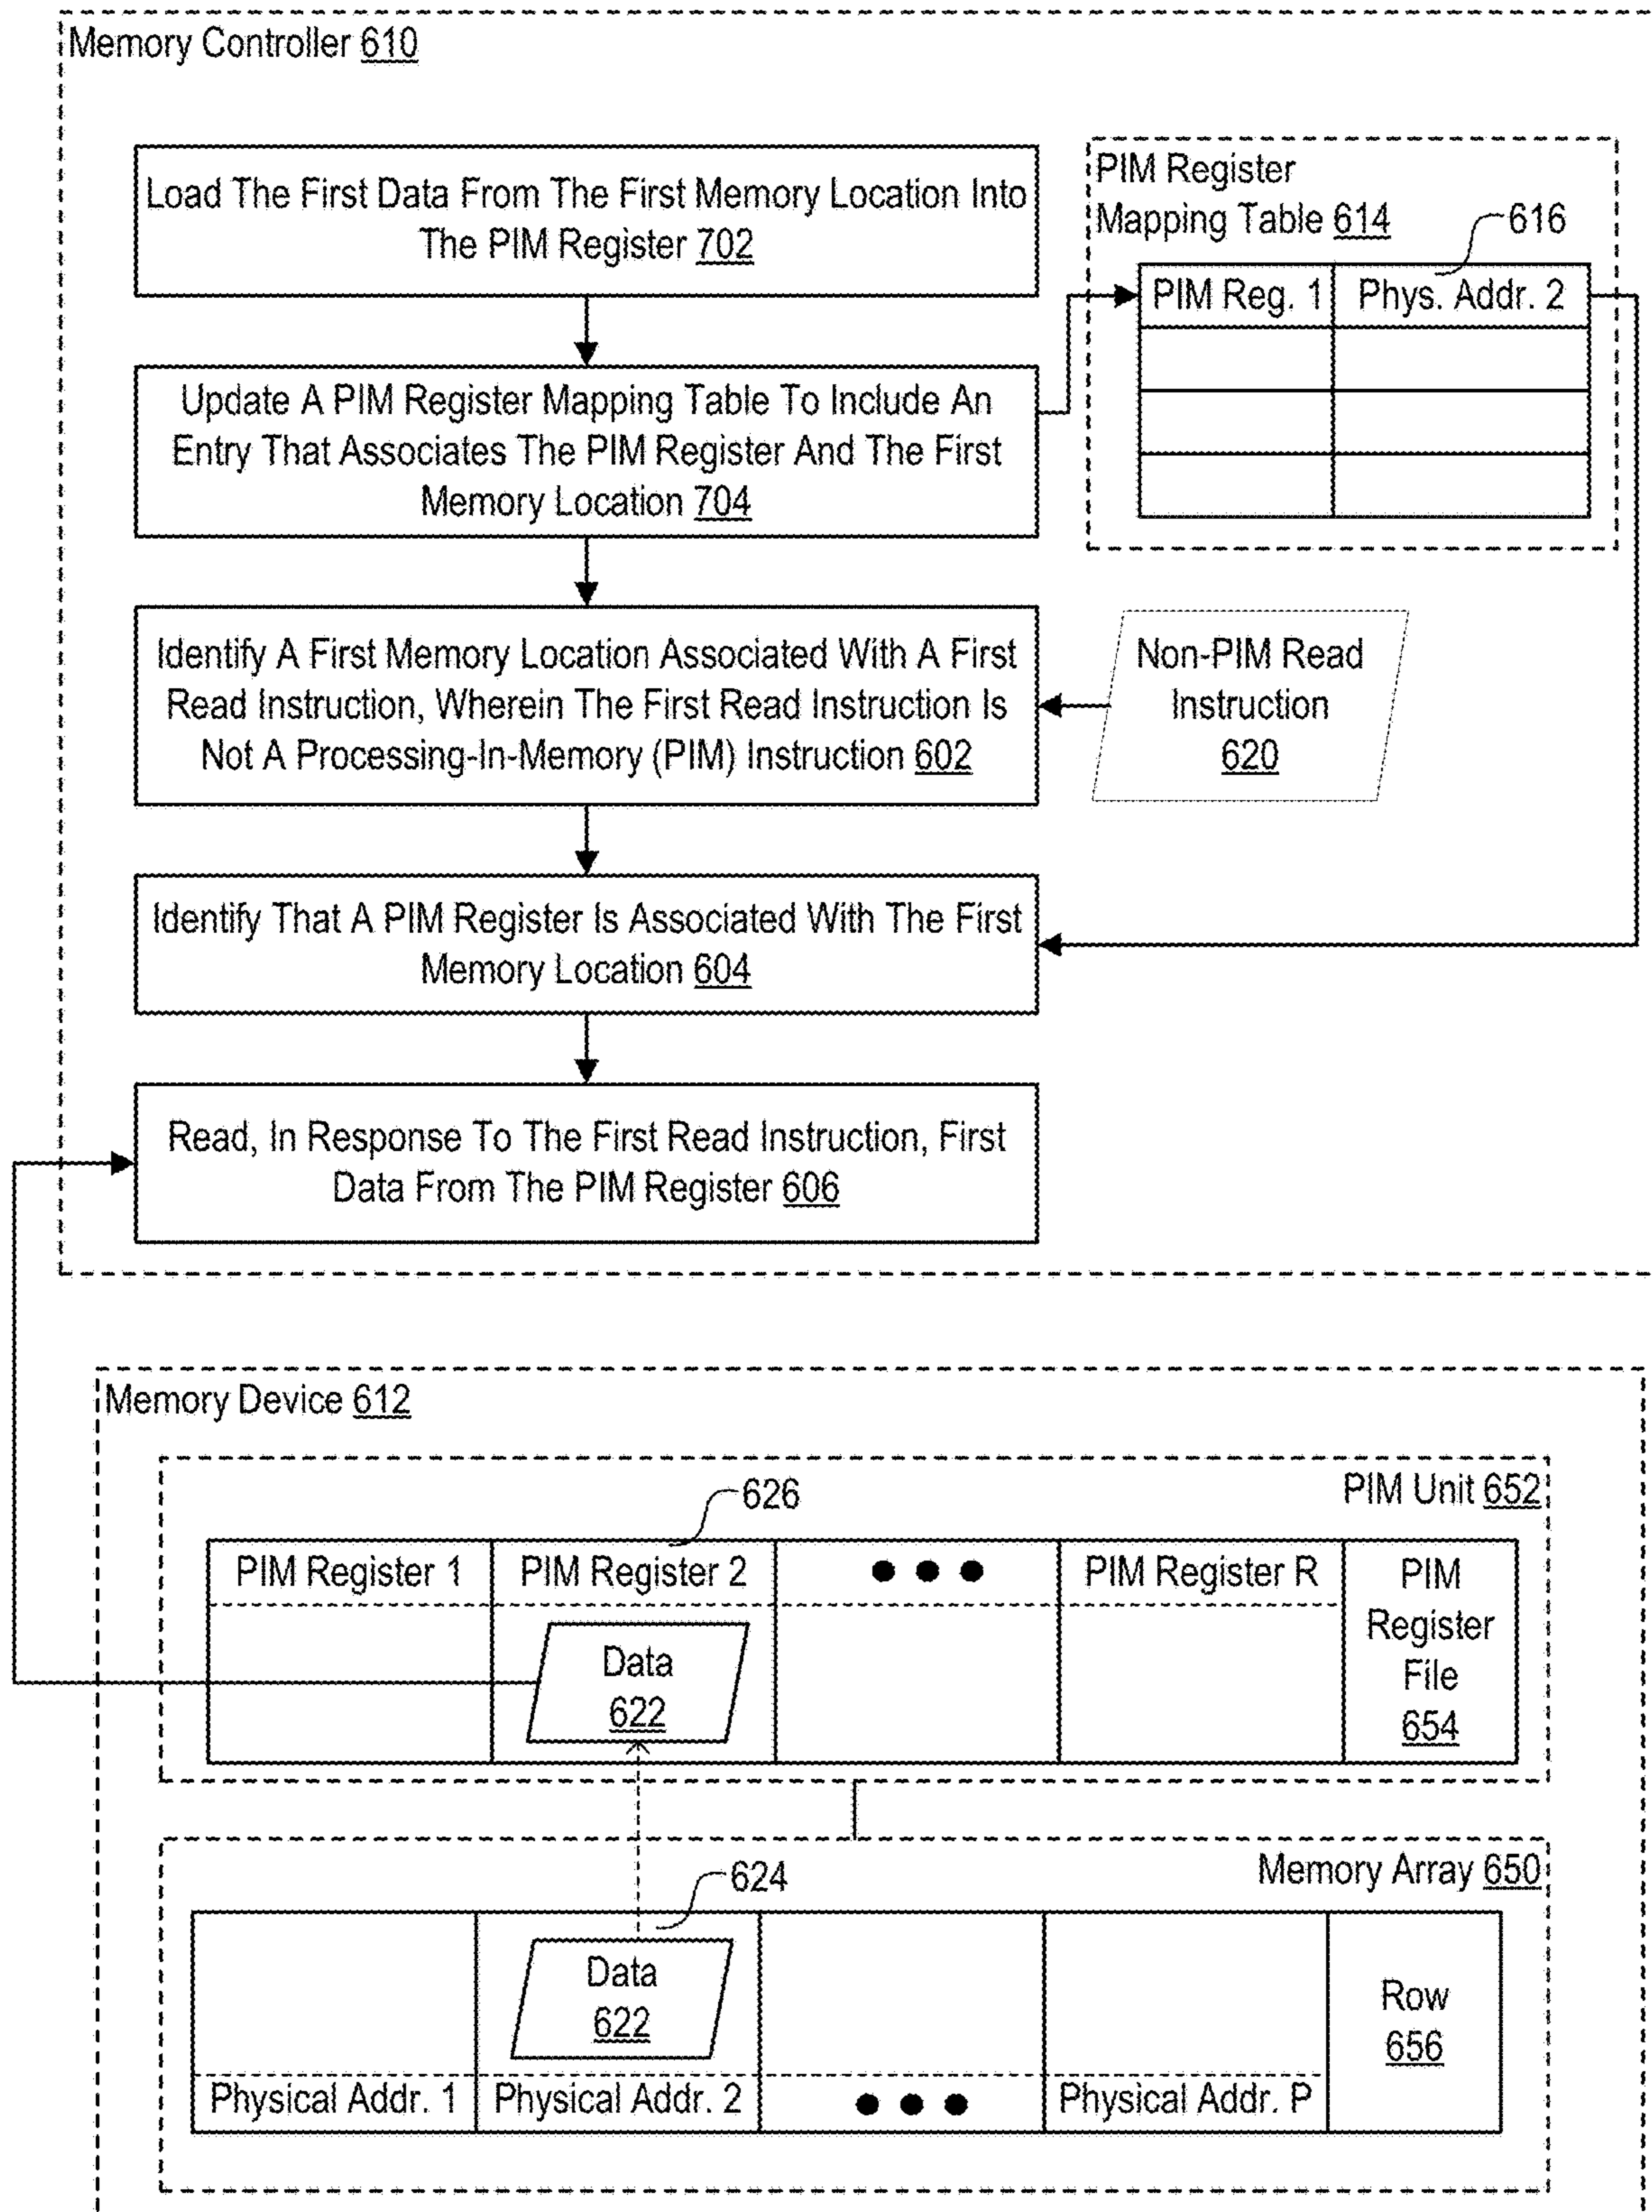 Memory Controller 610
Load The First Data From The First Memory Location Into
The PIM Register 702
PIM Register
Mapping Table 614
616
PIM Reg. 1
Phys. Addr. 2
Update A PIM Register Mapping Table To Include An
Entry That Associates The PIM Register And The First
Memory Location 704
Identify A First Memory Location Associated With A First
Read Instruction, Wherein The First Read Instruction Is
Not A Processing-In-Memory (PIM) Instruction 602
Non-PIM Read
Instruction
620
Identify That A PIM Register Is Associated With The First
Memory Location 604
Read, In Response To The First Read Instruction, First
Data From The PIM Register 606
Memory Device 612
PIM Unit 652
626
PIM Register 1
PIM Register 2
PIM Register R
PIM
Register
File
654
Data
622
Memory Array 650
624
Data
622
Row
656
Physical Addr. 1
Physical Addr. 2
Physical Addr. P